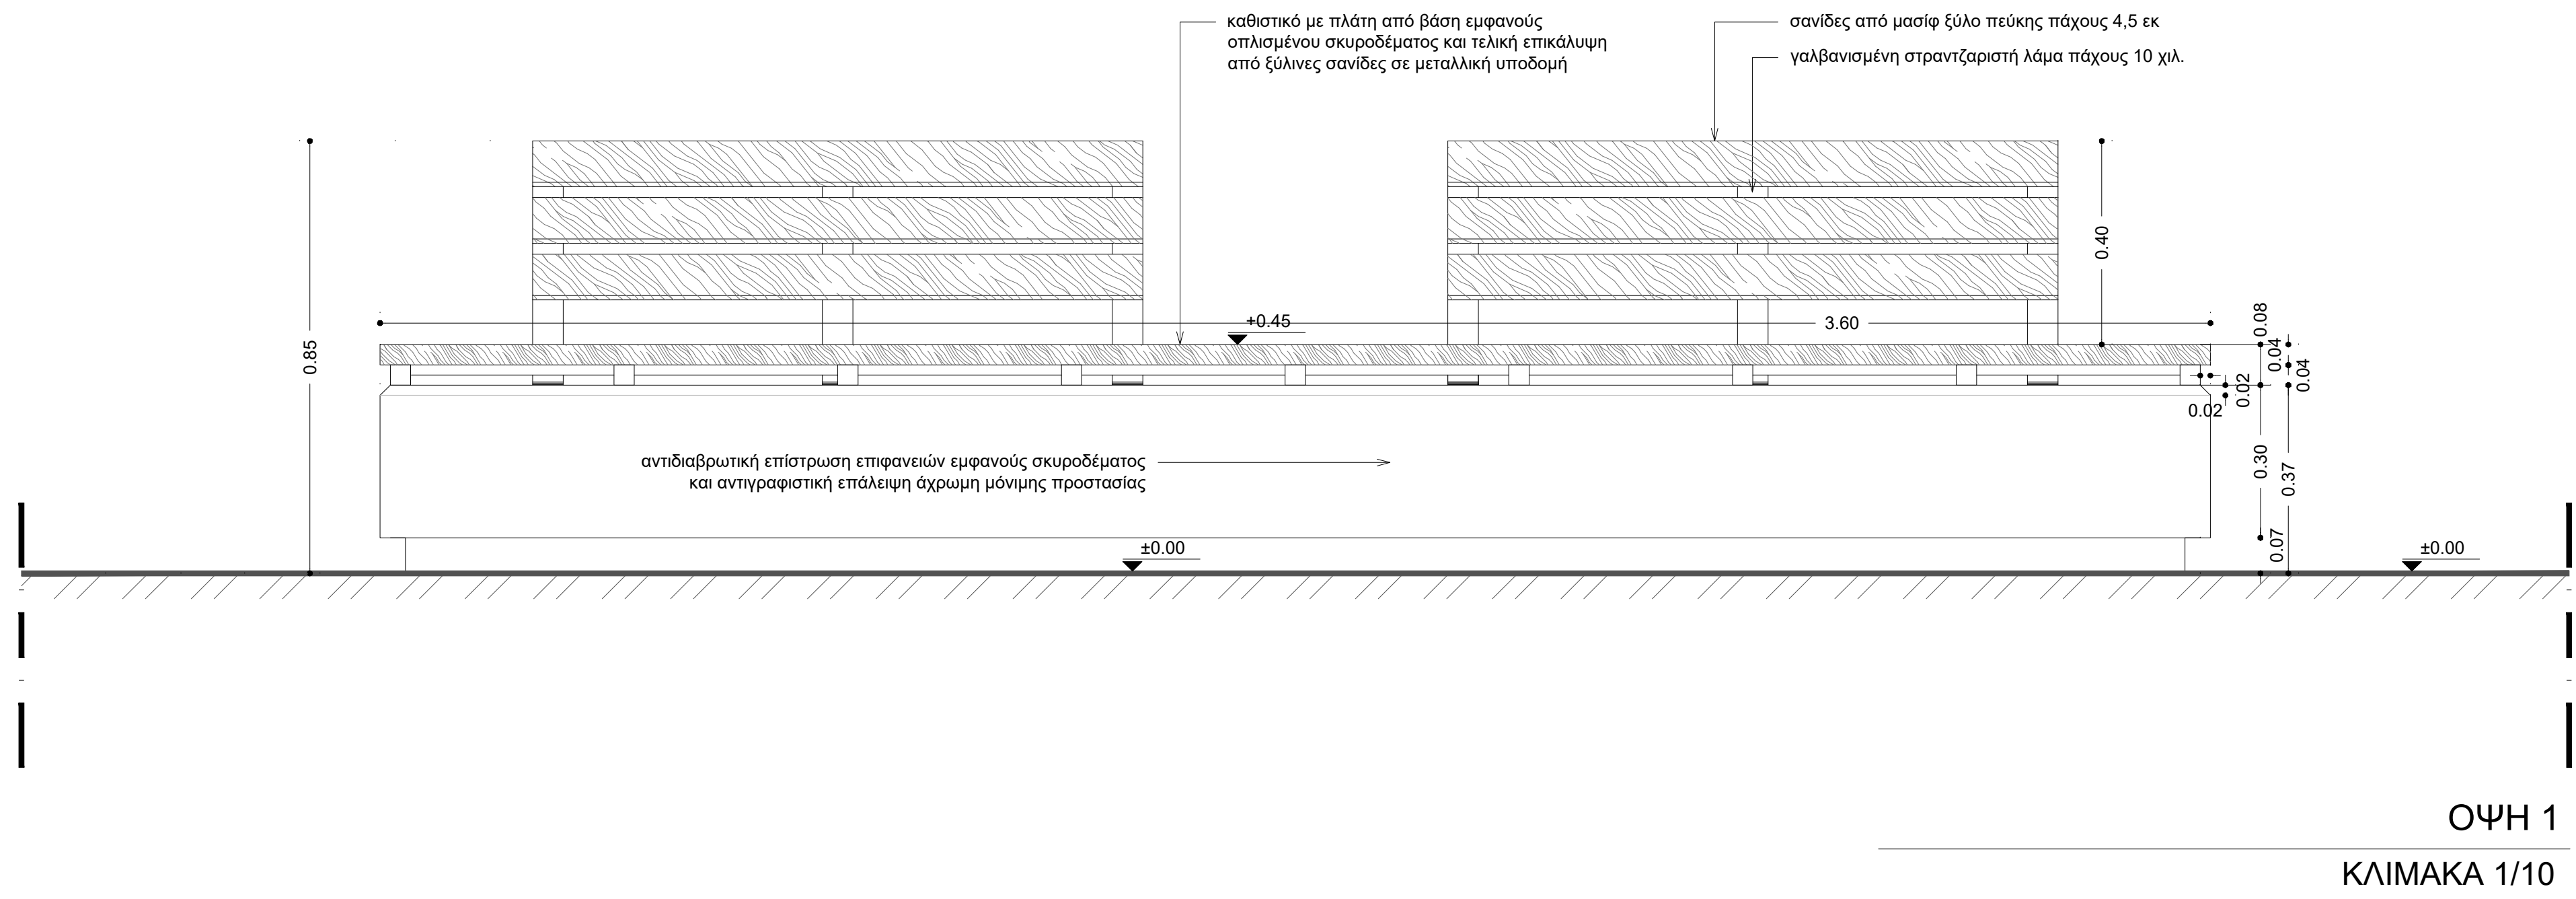 καθιστικό με πλάτη από βάση εμφανούς
οπλισμένου σκυροδέματος και τελική επικάλυψη
από ξύλινες σανίδες σε μεταλλική υποδομή
σανίδες από μασίφ ξύλο πεύκης πάχους 4,5 εκ
γαλβανισμένη στραντζαριστή λάμα πάχους 10 χιλ.
0.85
+0.45
3.60
0.40
0.08
0.04
0.04
0.02
0.02
αντιδιαβρωτική επίστρωση επιφανειών εμφανούς σκυροδέματος
και αντιγραφιστική επάλειψη άχρωμη μόνιμης προστασίας
0.30
0.37
0.07
±0.00
±0.00
ΟΨΗ 1
ΚΛΙΜΑΚΑ 1/10